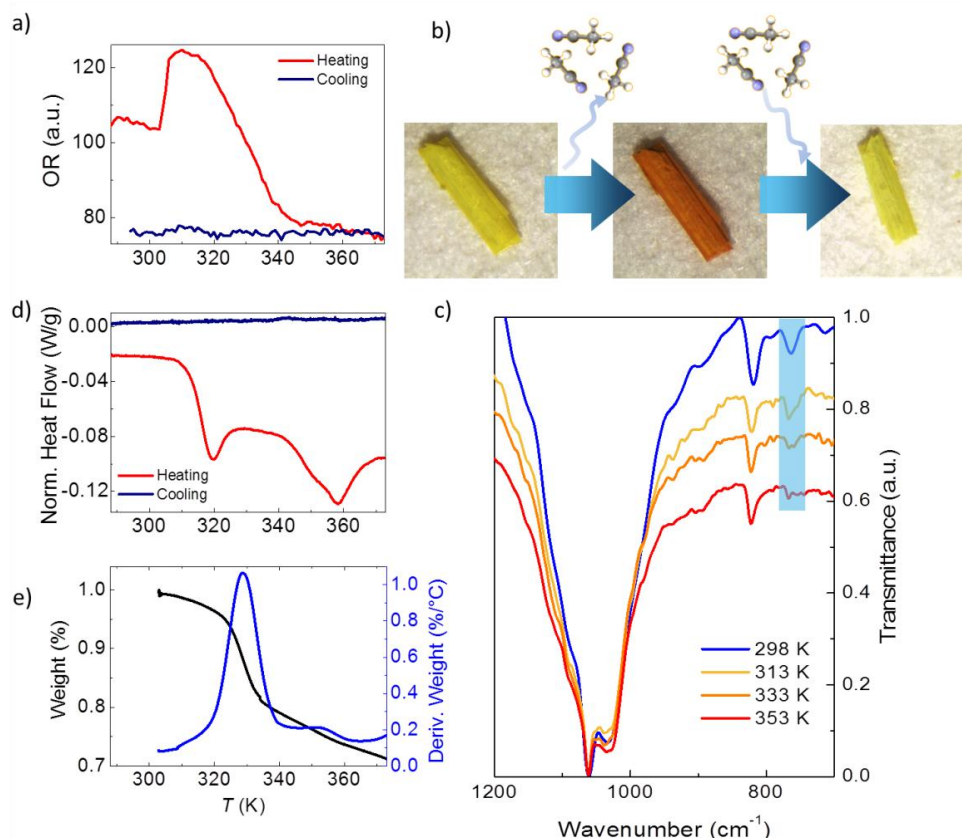 a)
OR (a.u.)
120
100
80
Heating
Cooling
300
320
340
360
b)
d)
Norm. Heat Flow (W/g)
0.00
-0.04
-0.08
-0.12
Heating
Cooling
300
320
340
360
e)
Weight (%)
1.0
0.9
0.8
0.7
1.0
0.8
0.6
0.4
0.2
0.0
Deriv. Weight (%/°C)
300
320
340
360
T (K)
c)
1.0
0.8
0.6
0.4
0.2
0.0
Transmittance (a.u.)
298 K
313 K
333 K
353 K
1200
1000
800
Wavenumber (cm⁻¹)